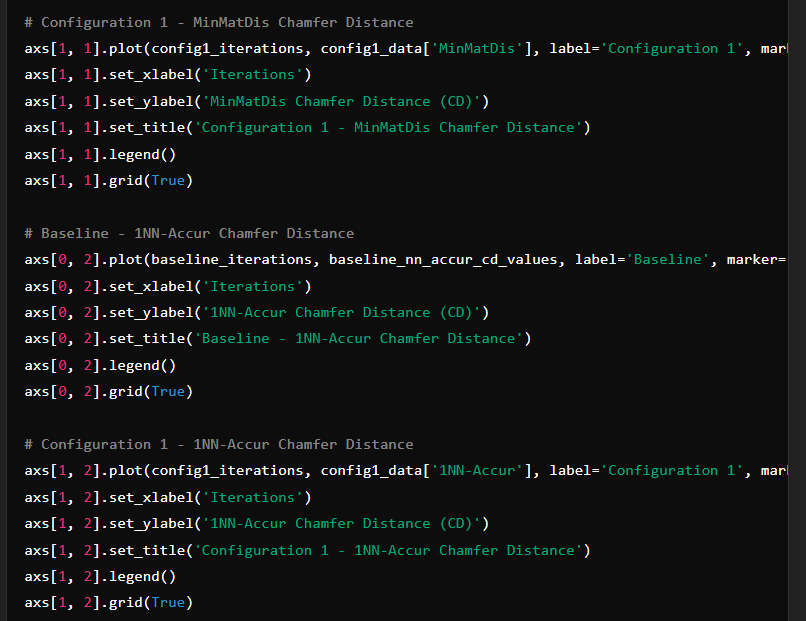 # Configuration 1 - MinMatDis Chamfer Distance
axs[1, 1].plot(config1_iterations, config1_data['MinMatDis'], label='Configuration 1', mar
axs[1, 1].set_xlabel('Iterations')
axs[1, 1].set_ylabel('MinMatDis Chamfer Distance (CD)')
axs[1, 1].set_title('Configuration 1 - MinMatDis Chamfer Distance')
axs[1, 1].legend()
axs[1, 1].grid(True)
# Baseline - 1NN-Accur Chamfer Distance
axs[0, 2].plot(baseline_iterations, baseline_nn_accur_cd_values, label='Baseline', marker=
axs[0, 2].set_xlabel('Iterations')
axs[0, 2].set_ylabel('1NN-Accur Chamfer Distance (CD)')
axs[0, 2].set_title('Baseline - 1NN-Accur Chamfer Distance')
axs[0, 2].legend()
axs[0, 2].grid(True)
# Configuration 1 - 1NN-Accur Chamfer Distance
axs[1, 2].plot(config1_iterations, config1_data['1NN-Accur'], label='Configuration 1', mar
axs[1, 2].set_xlabel('Iterations')
axs[1, 2].set_ylabel('1NN-Accur Chamfer Distance (CD)')
axs[1, 2].set_title('Configuration 1 - 1NN-Accur Chamfer Distance')
axs[1, 2].legend()
axs[1, 2].grid(True)